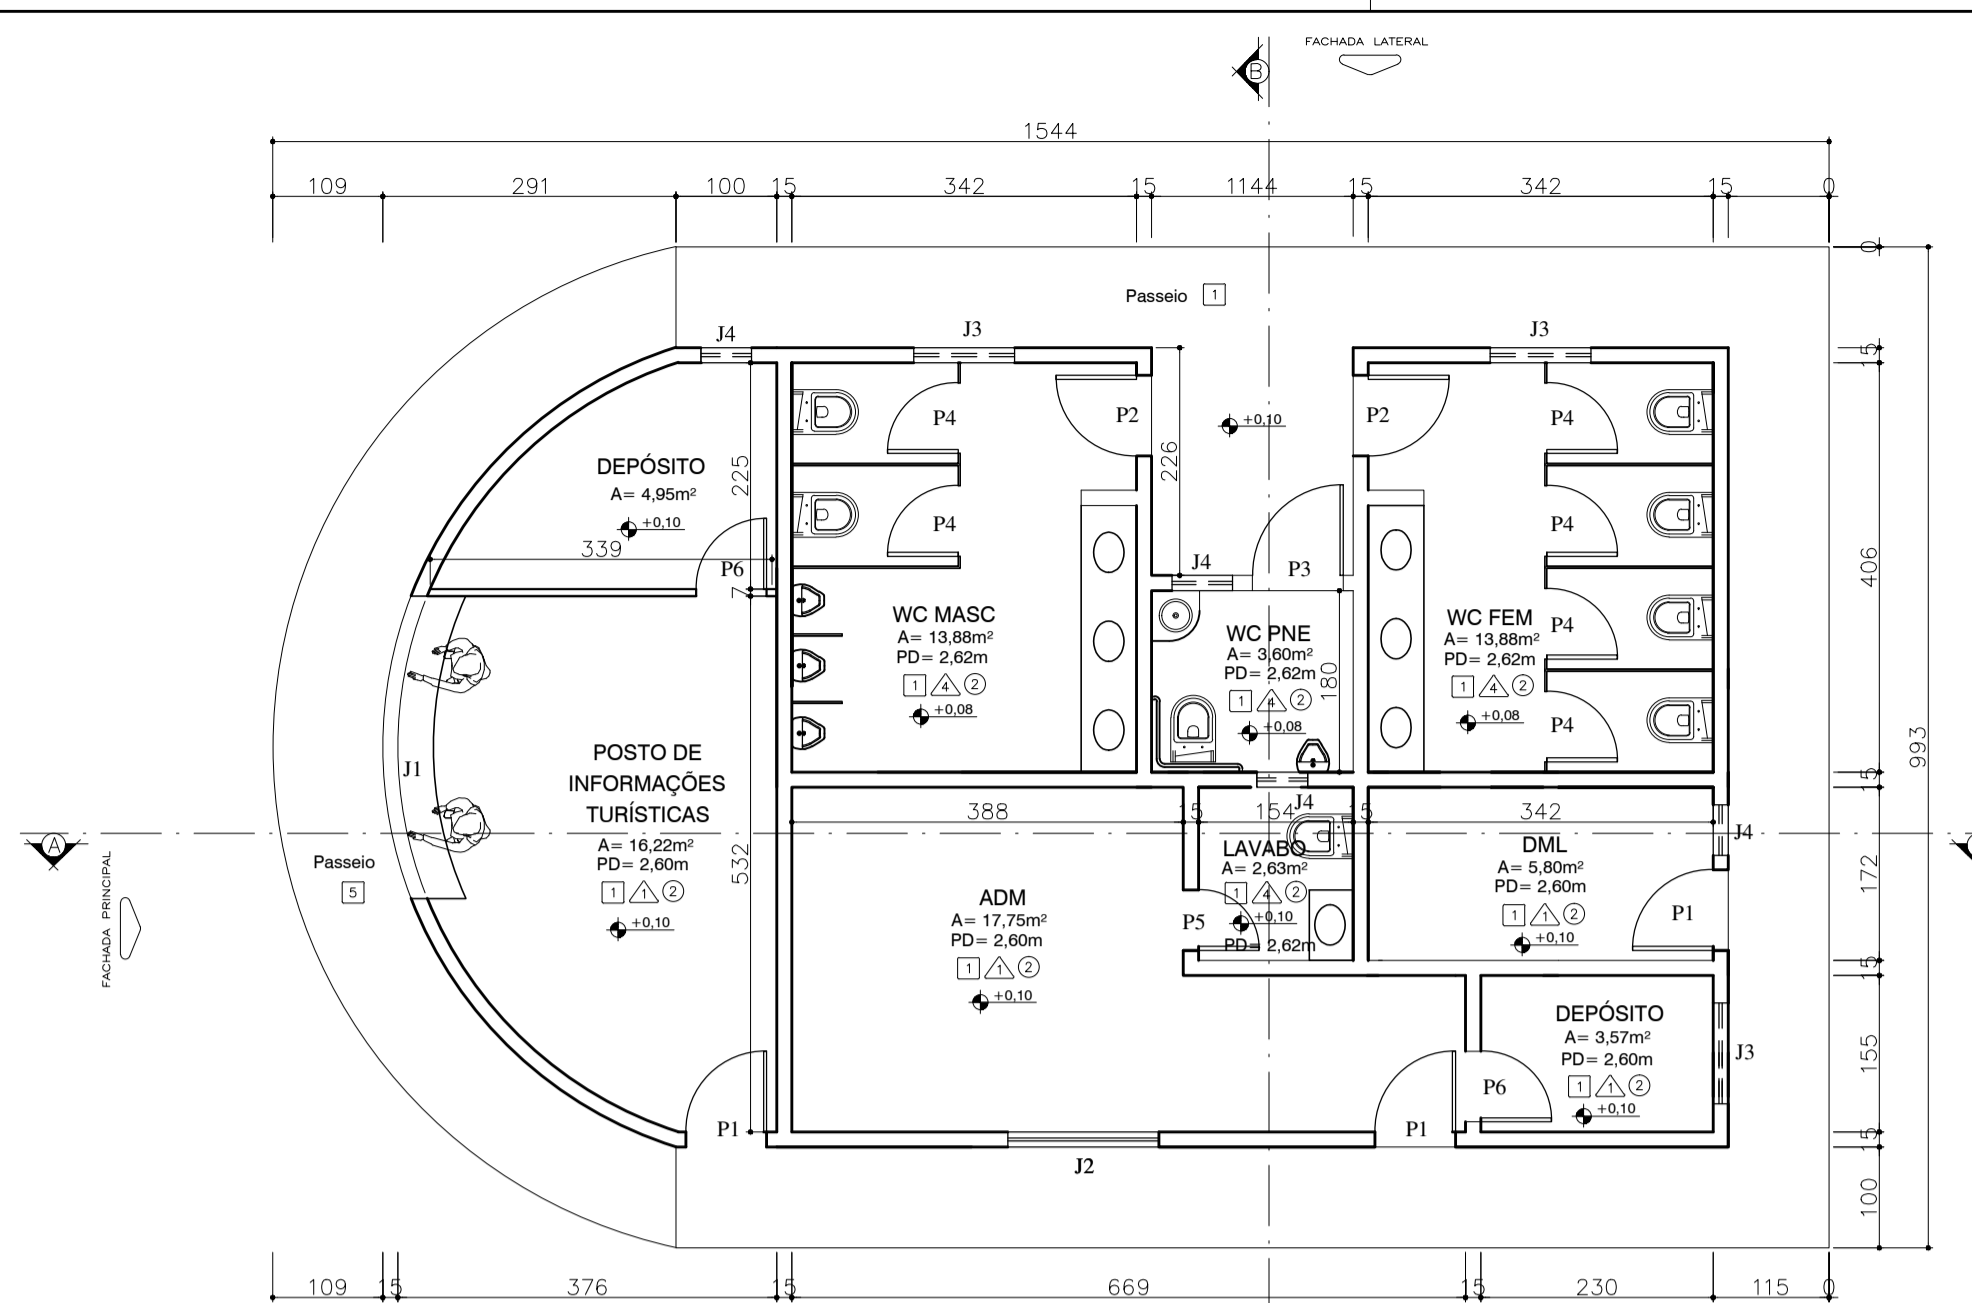 FACHADA LATERAL
B
1544
109
291
100
15
342
15
1144
15
342
15
0
0
Passeio 1
J4
J3
J3
15
P4
P2
P2
P4
+0,10
DEPÓSITO
A= 4,95m²
+0,10
225
226
339
P4
P4
406
P6
7
J4
P3
WC MASC
A= 13,88m²
PD= 2,62m
1 4 2
+0,08
WC PNE
A= 3,60m²
PD= 2,62m
1 4 2
+0,08
180
WC FEM
A= 13,88m²
PD= 2,62m
1 4 2
+0,08
P4
P4
993
J1
POSTO DE
INFORMAÇÕES
TURÍSTICAS
A= 16,22m²
PD= 2,60m
1 1 2
+0,10
15
388
15
154
J4
15
342
J4
A
FACHADA PRINCIPAL
Passeio
5
532
ADM
A= 17,75m²
PD= 2,60m
1 1 2
+0,10
LAVABO
A= 2,63m²
1 4 2
+0,10
PD= 2,62m
P5
DML
A= 5,80m²
PD= 2,60m
1 1 2
+0,10
P1
172
15
DEPÓSITO
A= 3,57m²
PD= 2,60m
1 1 2
+0,10
J3
155
P6
P1
P1
15
J2
100
109
15
376
15
669
15
230
115
0